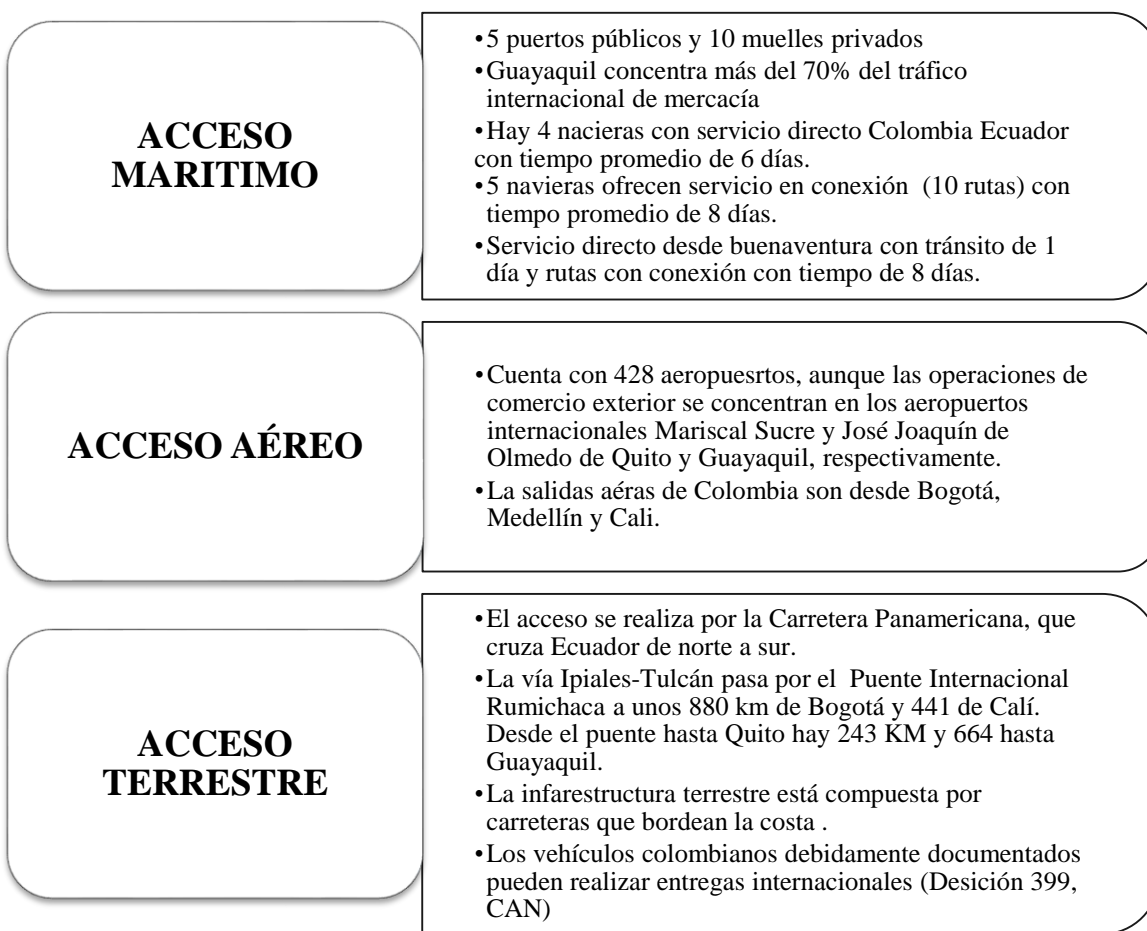 ACCESO
MARITIMO
•5 puertos públicos y 10 muelles privados
•Guayaquil concentra más del 70% del tráfico
internacional de mercacía
•Hay 4 nacieras con servicio directo Colombia Ecuador
con tiempo promedio de 6 días.
•5 navieras ofrecen servicio en conexión (10 rutas) con
tiempo promedio de 8 días.
•Servicio directo desde buenaventura con tránsito de 1
día y rutas con conexión con tiempo de 8 días.
ACCESO AÉREO
•Cuenta con 428 aeropuesrtos, aunque las operaciones de
comercio exterior se concentran en los aeropuertos
internacionales Mariscal Sucre y José Joaquín de
Olmedo de Quito y Guayaquil, respectivamente.
•La salidas aéras de Colombia son desde Bogotá,
Medellín y Cali.
ACCESO
TERRESTRE
•El acceso se realiza por la Carretera Panamericana, que
cruza Ecuador de norte a sur.
•La vía Ipiales-Tulcán pasa por el Puente Internacional
Rumichaca a unos 880 km de Bogotá y 441 de Calí.
Desde el puente hasta Quito hay 243 KM y 664 hasta
Guayaquil.
•La infarestructura terrestre está compuesta por
carreteras que bordean la costa .
•Los vehículos colombianos debidamente documentados
pueden realizar entregas internacionales (Desición 399,
CAN)